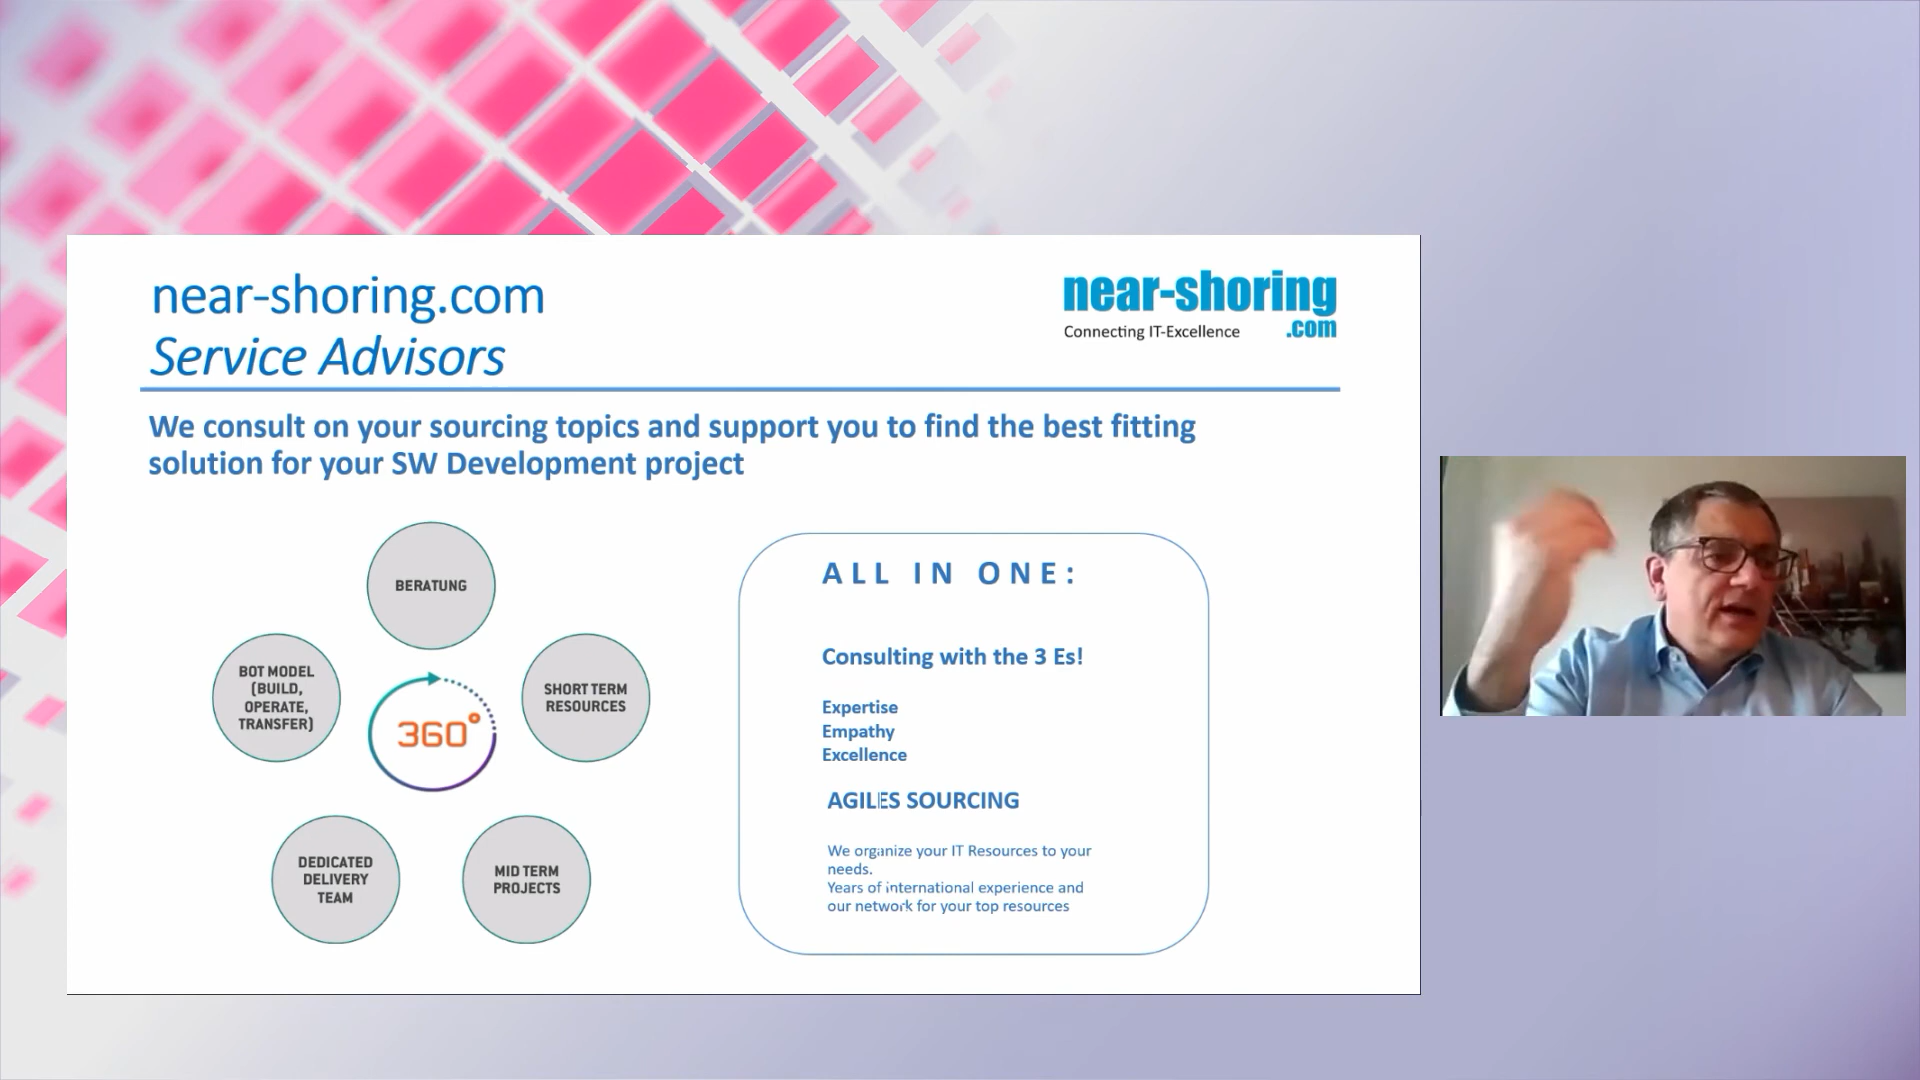 near-shoring.com
Service Advisors
near-shoring
.com
Connecting IT-Excellence
We consult on your sourcing topics and support you to find the best fitting
solution for your SW Development project
BERATUNG
BOT MODEL
(BUILD,
OPERATE,
TRANSFER)
360°
SHORT TERM
RESOURCES
DEDICATED
DELIVERY
TEAM
MID TERM
PROJECTS
ALL IN ONE:
Consulting with the 3 Es!
Expertise
Empathy
Excellence
AGILES SOURCING
We organize your IT Resources to your
needs.
Years of international experience and
our network for your top resources